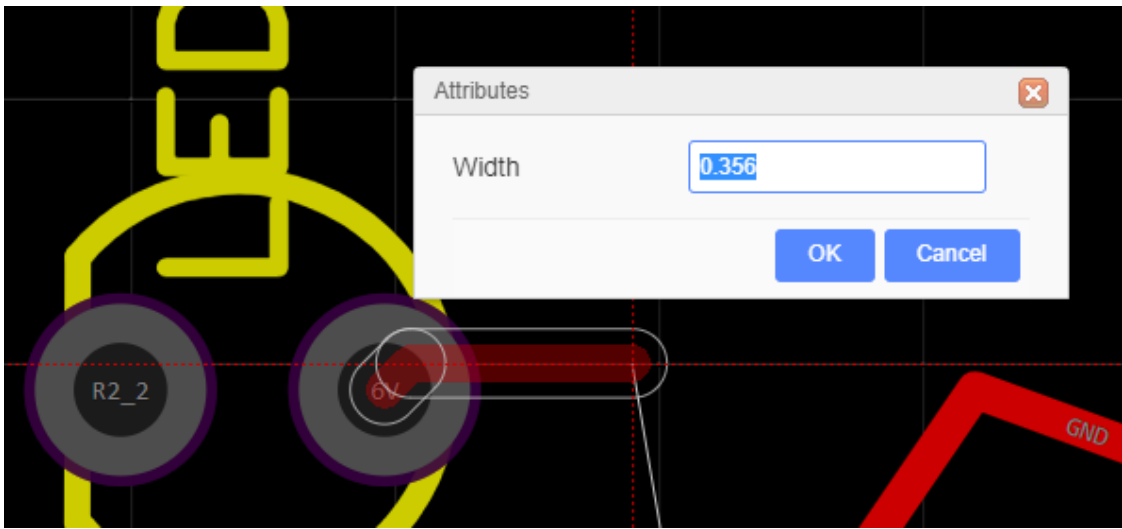 LED
Attributes
Width
0.356
OK
Cancel
R2_2
6V
GND